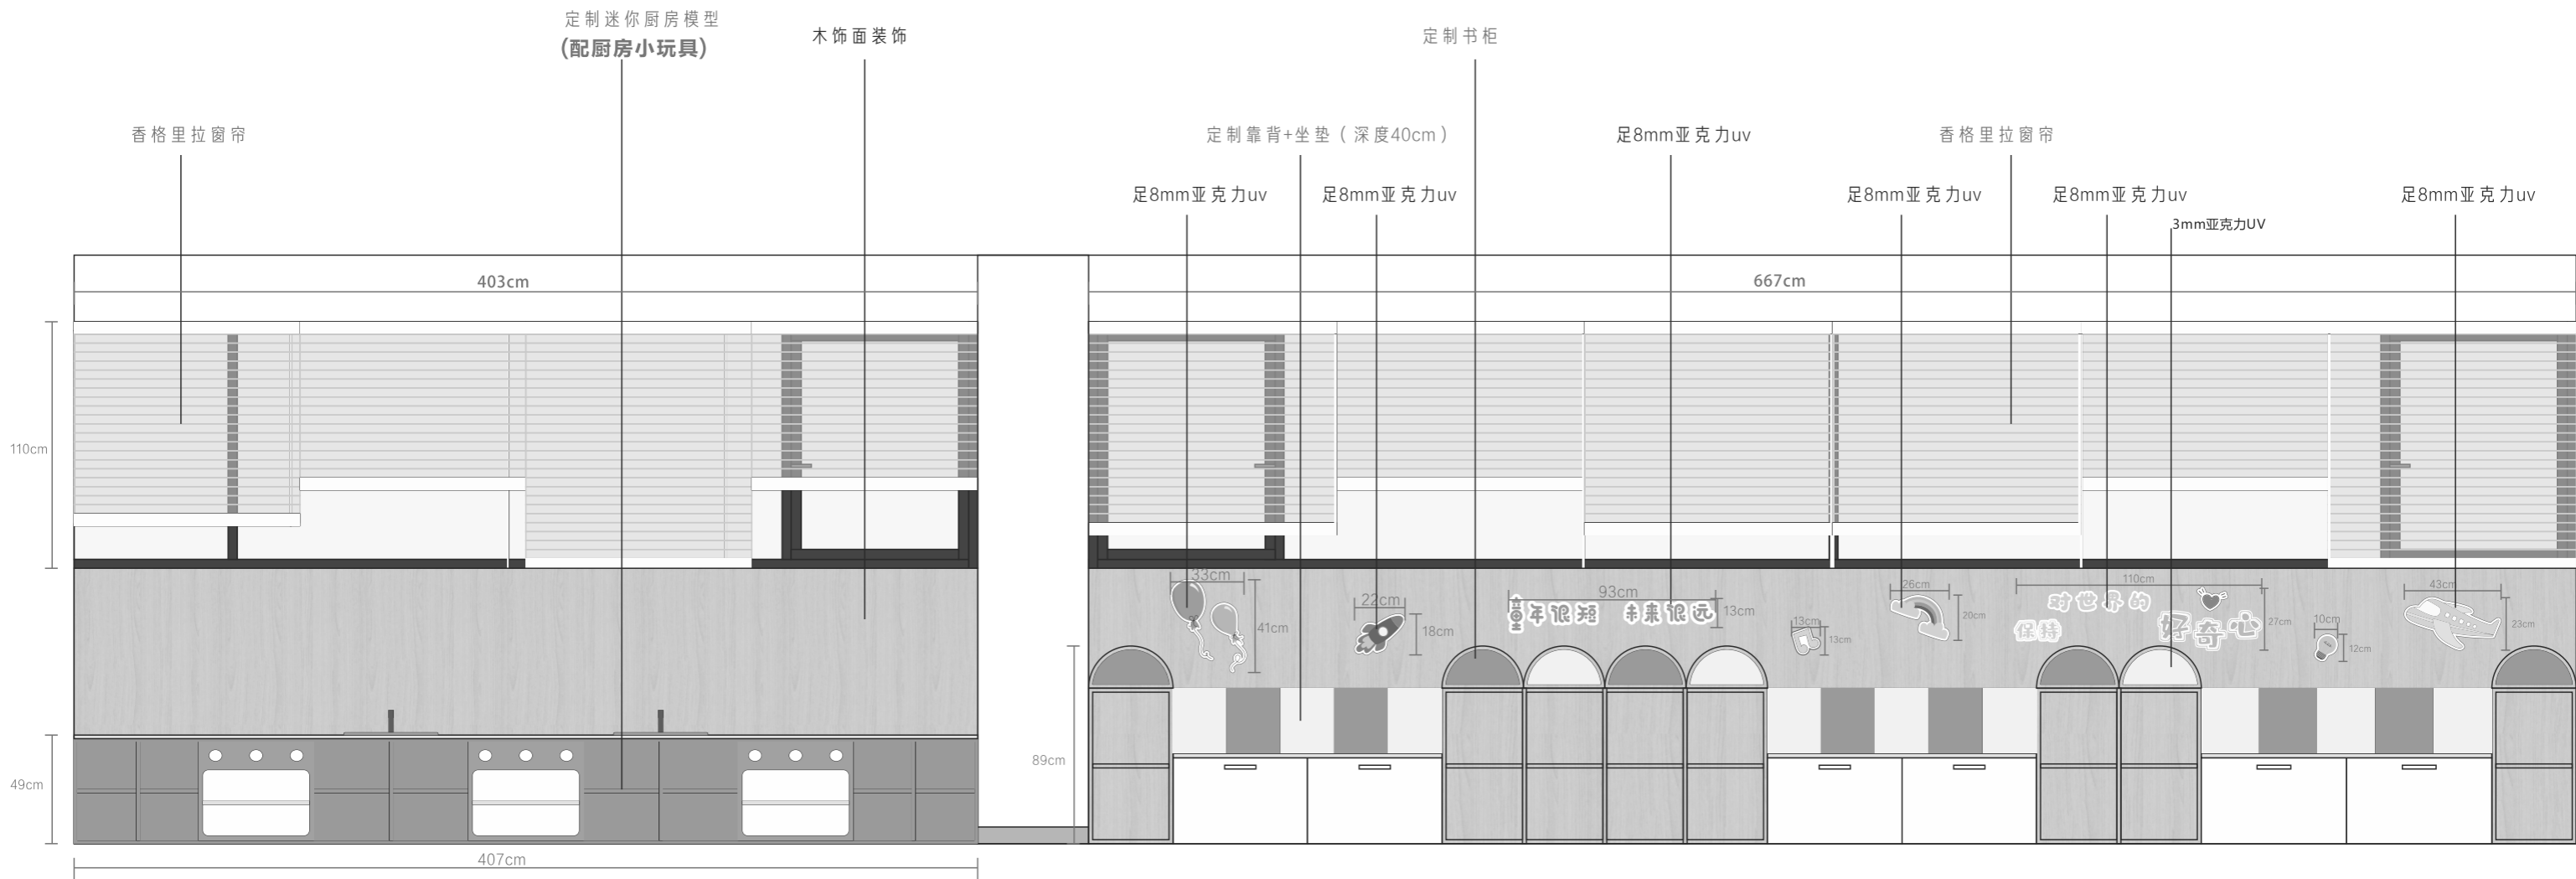 定制迷你厨房模型
(配厨房小玩具)
木饰面装饰
定制书柜
香格里拉窗帘
定制靠背+坐垫（深度40cm）
足8mm亚克力uv
香格里拉窗帘
足8mm亚克力uv
足8mm亚克力uv
足8mm亚克力uv
足8mm亚克力uv
足8mm亚克力uv
3mm亚克力UV
403cm
667cm
110cm
33cm
41cm
22cm
18cm
93cm
童年很短 未来很远
13cm
13cm
13cm
26cm
20cm
110cm
对世界的
保持
好奇心
27cm
10cm
12cm
43cm
23cm
89cm
49cm
407cm